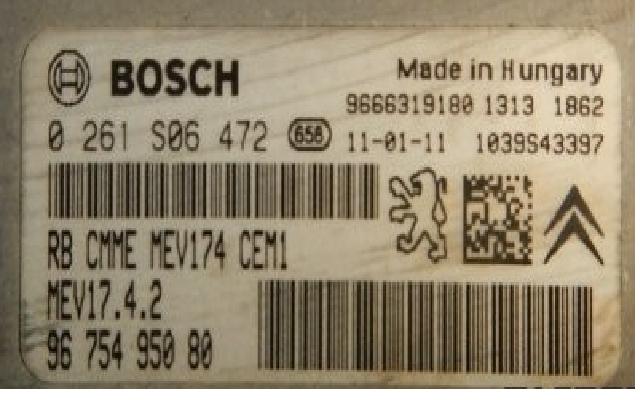 BOSCH
Made in Hungary
9666319180 1313 1862
0 261 S06 472 658 11-01-11 1039S43397
RB CMME MEV174 CEM1
MEV17.4.2
96 754 950 80